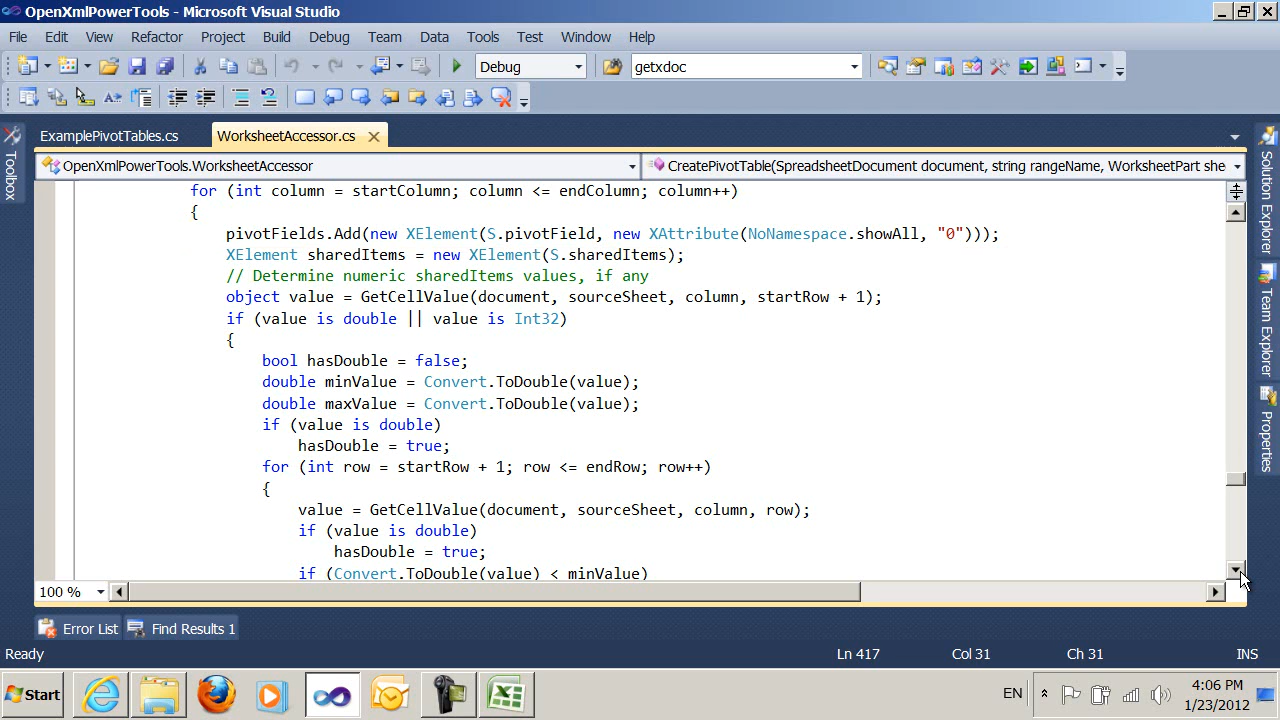 OpenXmlPowerTools - Microsoft Visual Studio
File Edit View Refactor Project Build Debug Team Data Tools Test Window Help
Debug getxdoc
ExamplePivotTables.cs WorksheetAccessor.cs
OpenXmlPowerTools.WorksheetAccessor CreatePivotTable(SpreadsheetDocument document, string rangeName, WorksheetPart she
Toolbox
Solution Explorer
Team Explorer
Properties
for (int column = startColumn; column <= endColumn; column++)
{
pivotFields.Add(new XElement(S.pivotField, new XAttribute(NoNamespace.showAll, "0")));
XElement sharedItems = new XElement(S.sharedItems);
// Determine numeric sharedItems values, if any
object value = GetCellValue(document, sourceSheet, column, startRow + 1);
if (value is double || value is Int32)
{
bool hasDouble = false;
double minValue = Convert.ToDouble(value);
double maxValue = Convert.ToDouble(value);
if (value is double)
hasDouble = true;
for (int row = startRow + 1; row <= endRow; row++)
{
value = GetCellValue(document, sourceSheet, column, row);
if (value is double)
hasDouble = true;
if (Convert.ToDouble(value) < minValue)
100 %
Error List Find Results 1
Ready Ln 417 Col 31 Ch 31 INS
Start EN 4:06 PM
1/23/2012